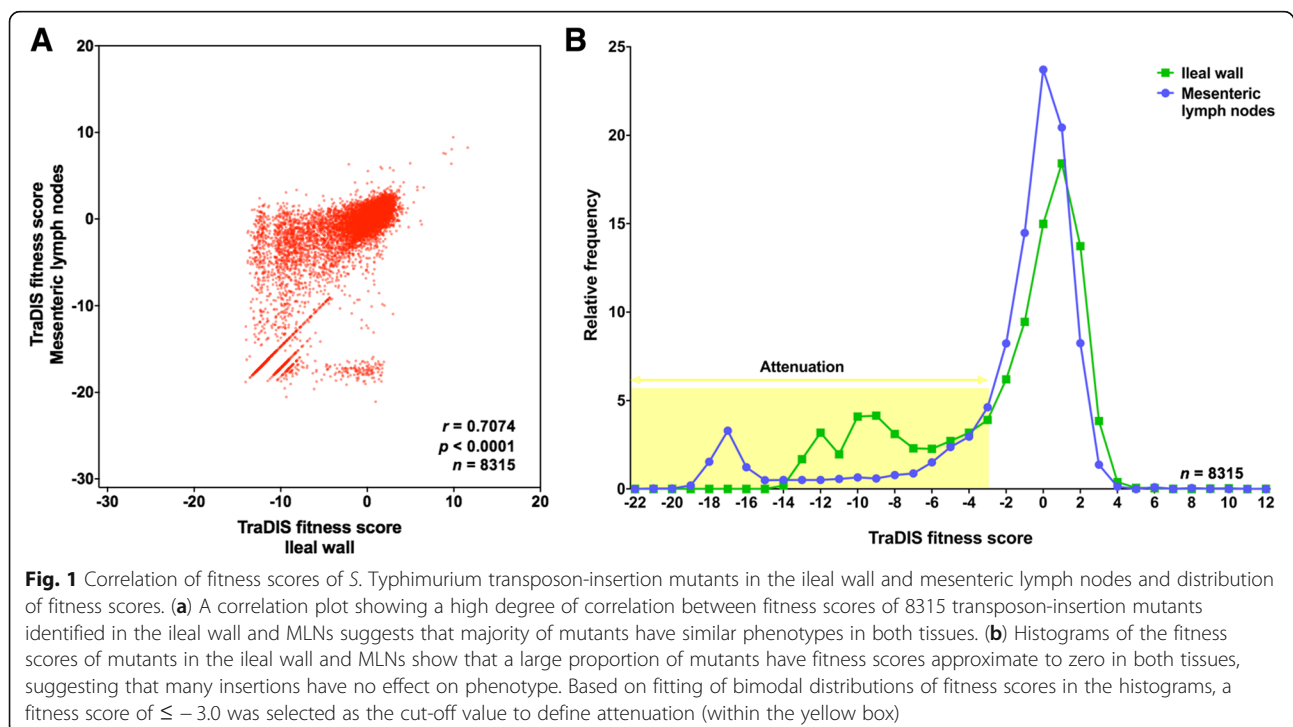 A
20
10
0
-10
-20
-30
TraDIS fitness score
Mesenteric lymph nodes
r = 0.7074
p < 0.0001
n = 8315
-30 -20 -10 0 10 20
TraDIS fitness score
Ileal wall
B
25
20
15
10
5
0
Relative frequency
Ileal wall
Mesenteric
lymph nodes
Attenuation
n = 8315
-22 -20 -18 -16 -14 -12 -10 -8 -6 -4 -2 0 2 4 6 8 10 12
TraDIS fitness score
Fig. 1 Correlation of fitness scores of S. Typhimurium transposon-insertion mutants in the ileal wall and mesenteric lymph nodes and distribution
of fitness scores. (a) A correlation plot showing a high degree of correlation between fitness scores of 8315 transposon-insertion mutants
identified in the ileal wall and MLNs suggests that majority of mutants have similar phenotypes in both tissues. (b) Histograms of the fitness
scores of mutants in the ileal wall and MLNs show that a large proportion of mutants have fitness scores approximate to zero in both tissues,
suggesting that many insertions have no effect on phenotype. Based on fitting of bimodal distributions of fitness scores in the histograms, a
fitness score of ≤ − 3.0 was selected as the cut-off value to define attenuation (within the yellow box)